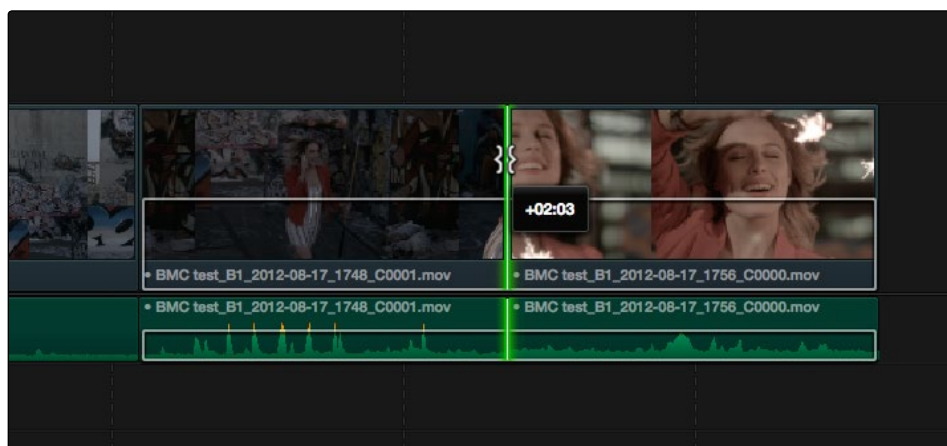 +02:03
• BMC test_B1_2012-08-17_1748_C0001.mov
• BMC test_B1_2012-08-17_1756_C0000.mov
• BMC test_B1_2012-08-17_1748_C0001.mov
• BMC test_B1_2012-08-17_1756_C0000.mov